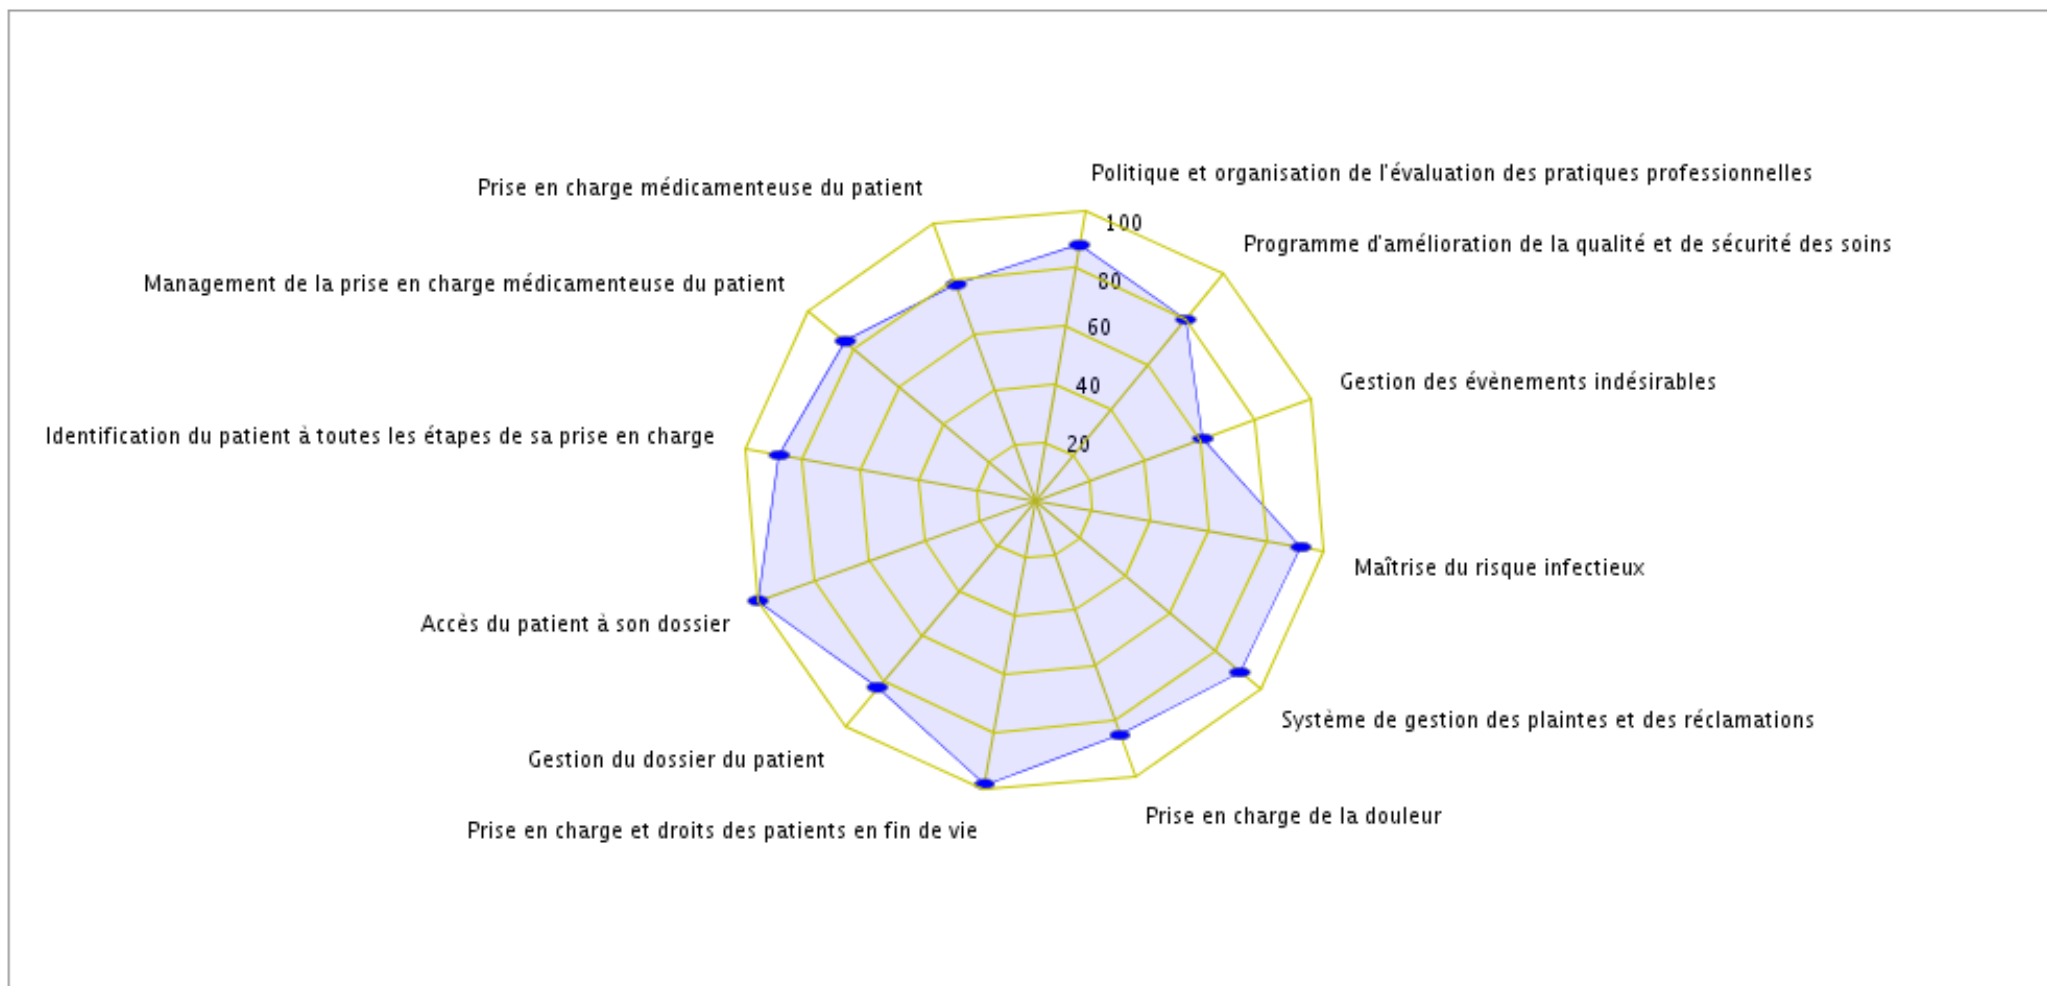 Politique et organisation de l'évaluation des pratiques professionnelles
Prise en charge médicamenteuse du patient
100
Programme d'amélioration de la qualité et de sécurité des soins
80
Management de la prise en charge médicamenteuse du patient
60
Gestion des évènements indésirables
40
Identification du patient à toutes les étapes de sa prise en charge
20
Maîtrise du risque infectieux
Accès du patient à son dossier
Système de gestion des plaintes et des réclamations
Gestion du dossier du patient
Prise en charge de la douleur
Prise en charge et droits des patients en fin de vie